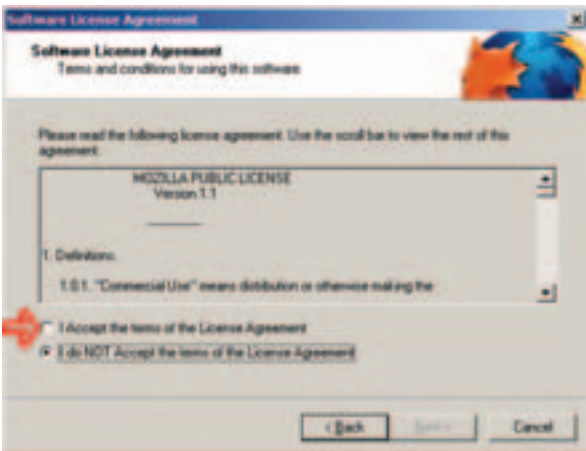 Software License Agreement
Software License Agreement
Terms and conditions for using this software
Please read the following license agreement. Use the scroll bar to view the rest of this
agreement.
MOZILLA PUBLIC LICENSE
Version 1.1
1. Definitions.
1.0.1. "Commercial Use" means distribution or otherwise making the
I Accept the terms of the License Agreement
I do NOT Accept the terms of the License Agreement
< Back
Next >
Cancel